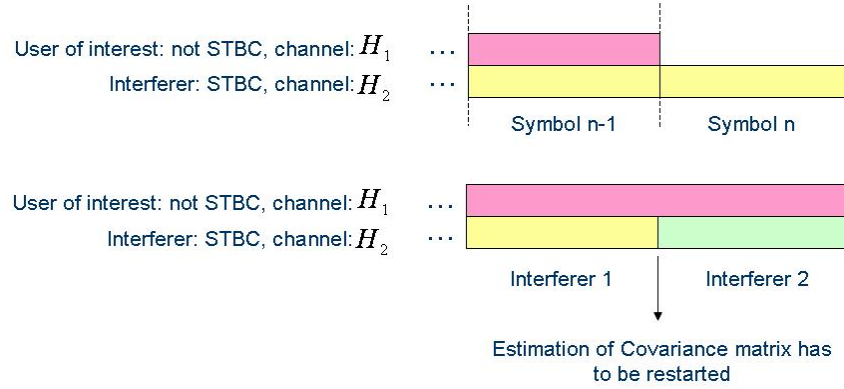 User of interest: not STBC, channel: H1 ...
Interferer: STBC, channel: H2 ...
Symbol n-1 Symbol n
User of interest: not STBC, channel: H1 ...
Interferer: STBC, channel: H2 ...
Interferer 1 Interferer 2
Estimation of Covariance matrix has
to be restarted